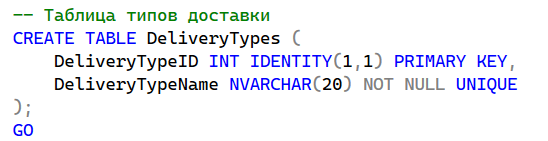 -- Таблица типов доставки
CREATE TABLE DeliveryTypes (
    DeliveryTypeID INT IDENTITY(1,1) PRIMARY KEY,
    DeliveryTypeName NVARCHAR(20) NOT NULL UNIQUE
);
GO